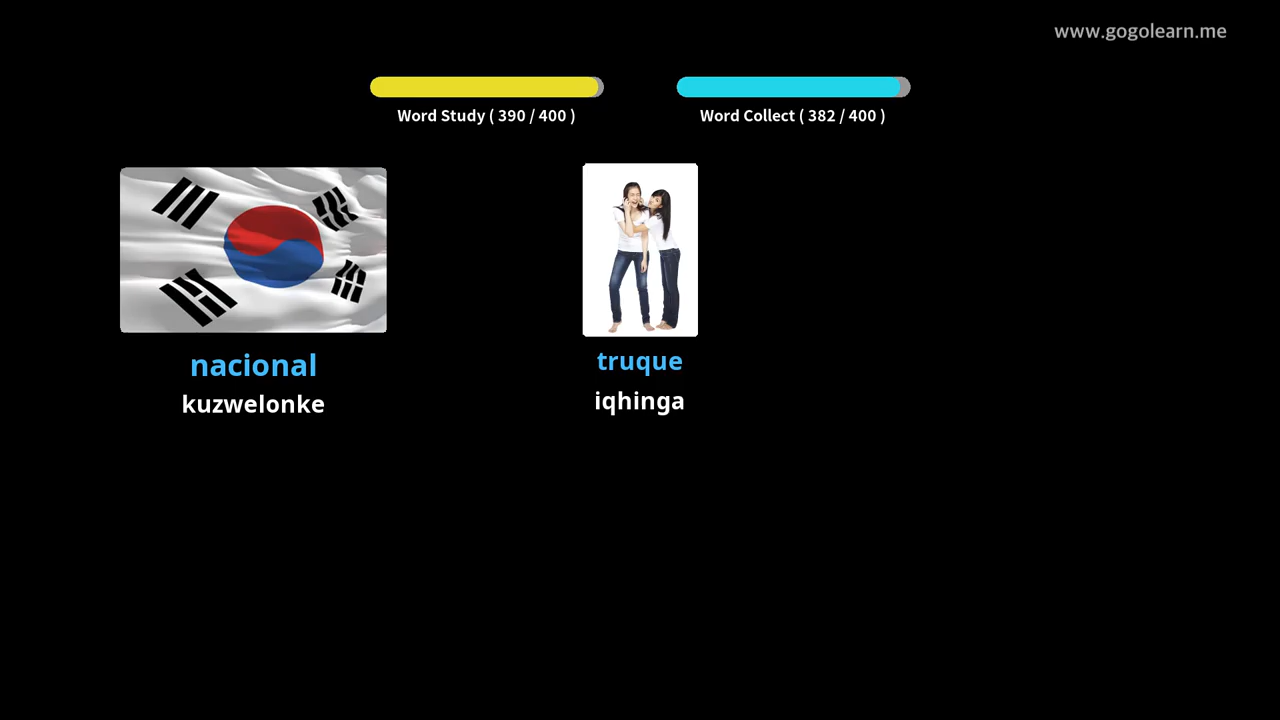 www.gogolearn.me
Word Study ( 390 / 400 )
Word Collect ( 382 / 400 )
nacional
kuzwelonke
truque
iqhinga